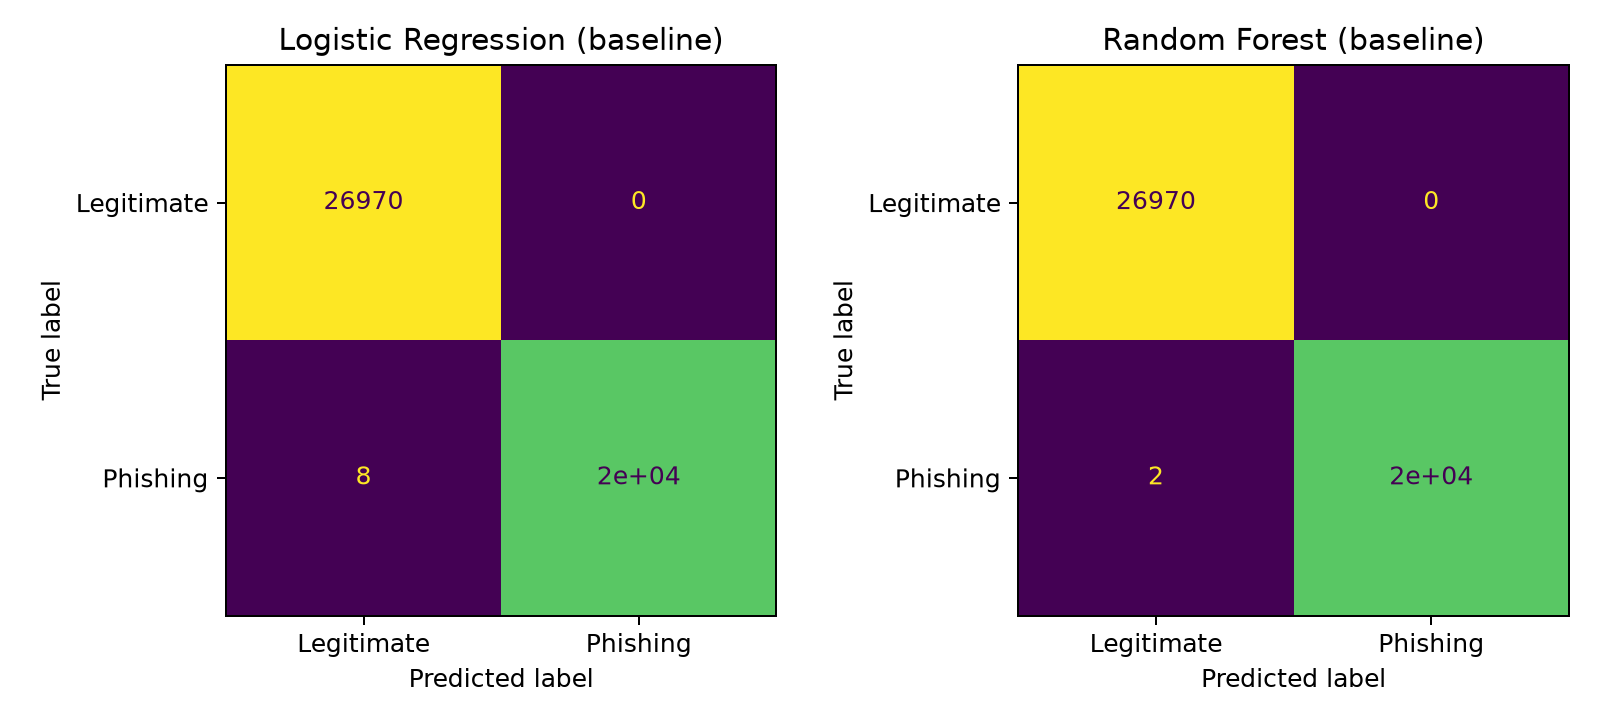 Logistic Regression (baseline)
True label
Legitimate
26970
0
Phishing
8
2e+04
Legitimate
Phishing
Predicted label
Random Forest (baseline)
True label
Legitimate
26970
0
Phishing
2
2e+04
Legitimate
Phishing
Predicted label